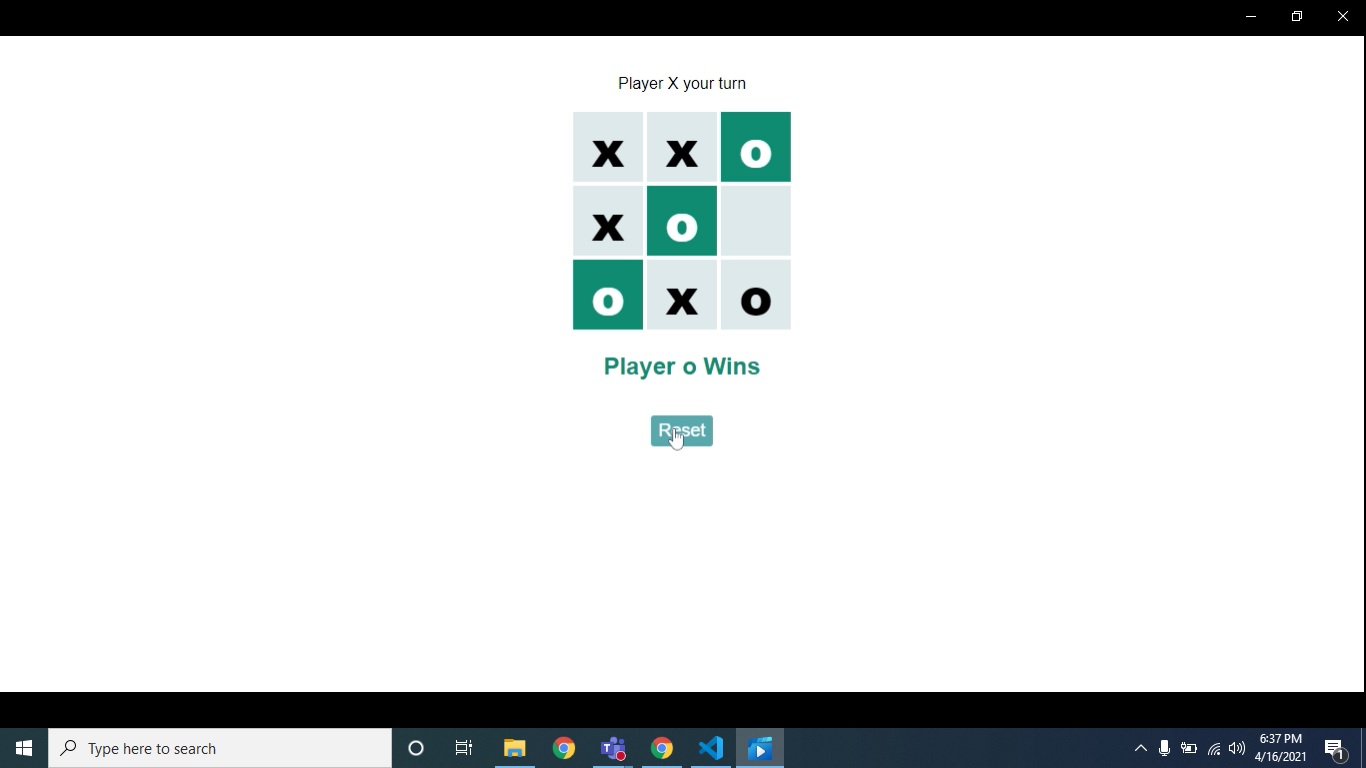 Player X your turn
x x o
x o
o x o
Player o Wins
Reset
Type here to search
6:37 PM
4/16/2021
1